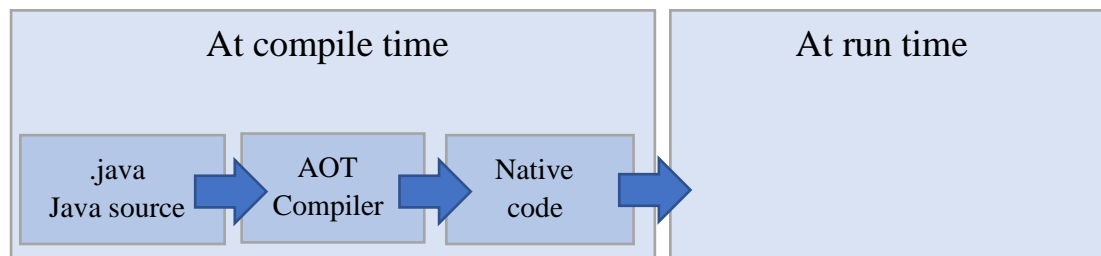 At compile time
At run time
.java
Java source
AOT
Compiler
Native
code